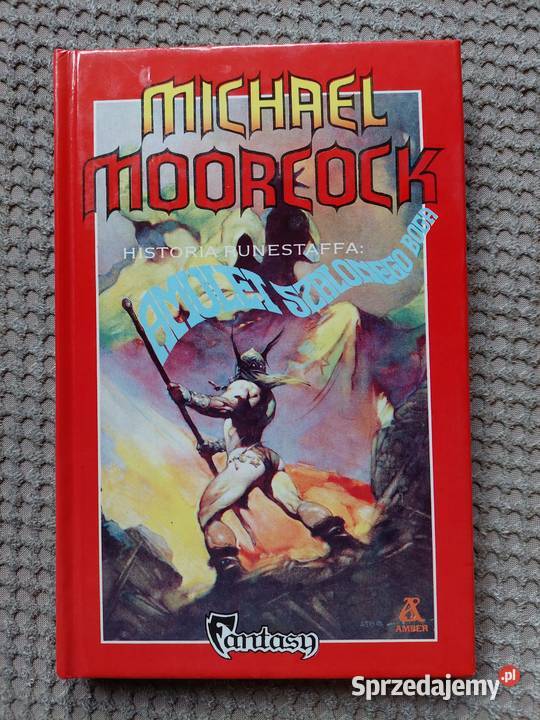 MICHAEL
MOORCOCK
HISTORIA RUNESTAFFA:
AMULET SZALONEGO BOGA
Fantasy
AMBER
Sprzedajemy.pl